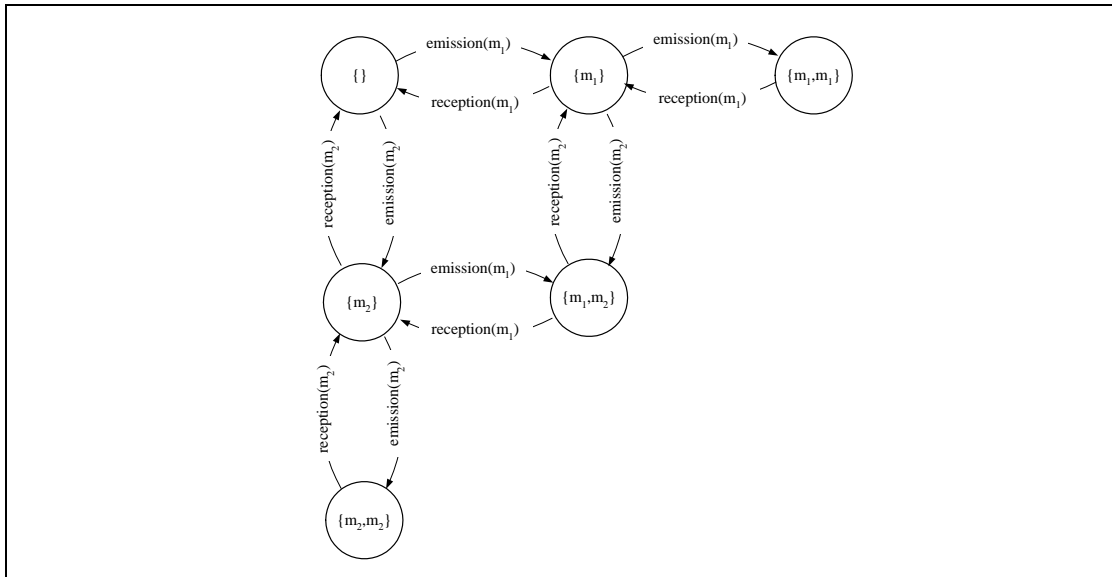 emission(m1)
emission(m1)
{}
{m1}
{m1,m1}
reception(m1)
reception(m1)
reception(m2)
emission(m2)
reception(m2)
emission(m2)
emission(m1)
{m2}
{m1,m2}
reception(m1)
reception(m2)
emission(m2)
{m2,m2}